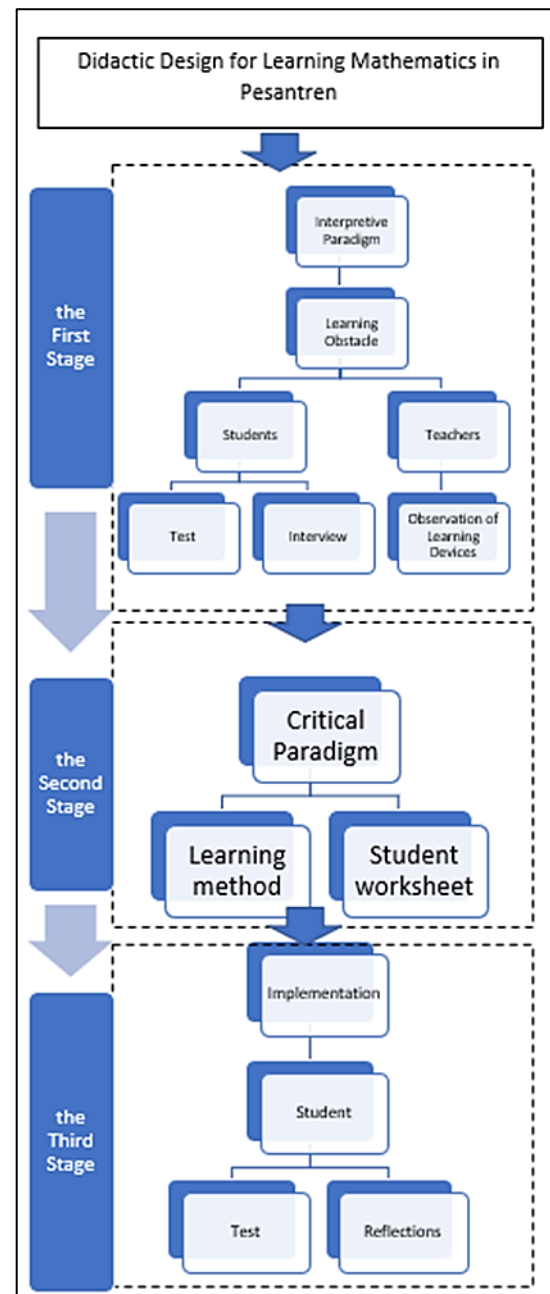 Didactic Design for Learning Mathematics in
Pesantren
the
First
Stage
Interpretive
Paradigm
Learning
Obstacle
Students
Teachers
Test
Interview
Observation of
Learning
Devices
the
Second
Stage
Critical
Paradigm
Learning
method
Student
worksheet
the
Third
Stage
Implementation
Student
Test
Reflections